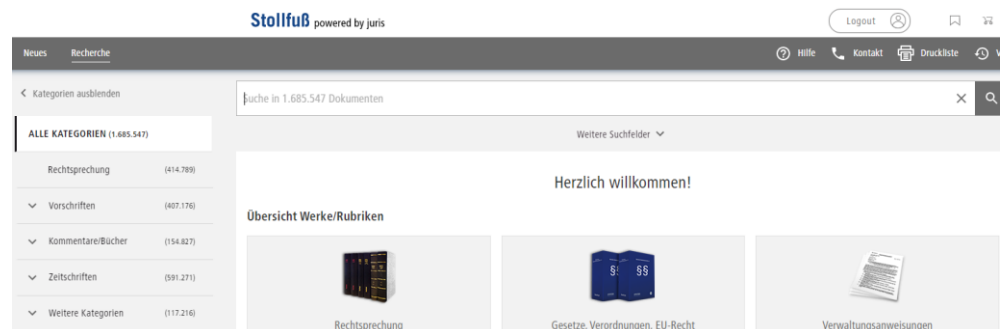 Stollfuß powered by juris
Logout
Neues Recherche Hilfe Kontakt Druckliste
Kategorien ausblenden
Suche in 1.685.547 Dokumenten
Weitere Suchfelder
ALLE KATEGORIEN (1.685.547)
Rechtsprechung (414.789)
Vorschriften (407.176)
Kommentare/Bücher (154.827)
Zeitschriften (591.271)
Weitere Kategorien (117.216)
Herzlich willkommen!
Übersicht Werke/Rubriken
§§ §§
Rechtsprechung
Gesetze, Verordnungen, EU-Recht
Verwaltungsanweisungen